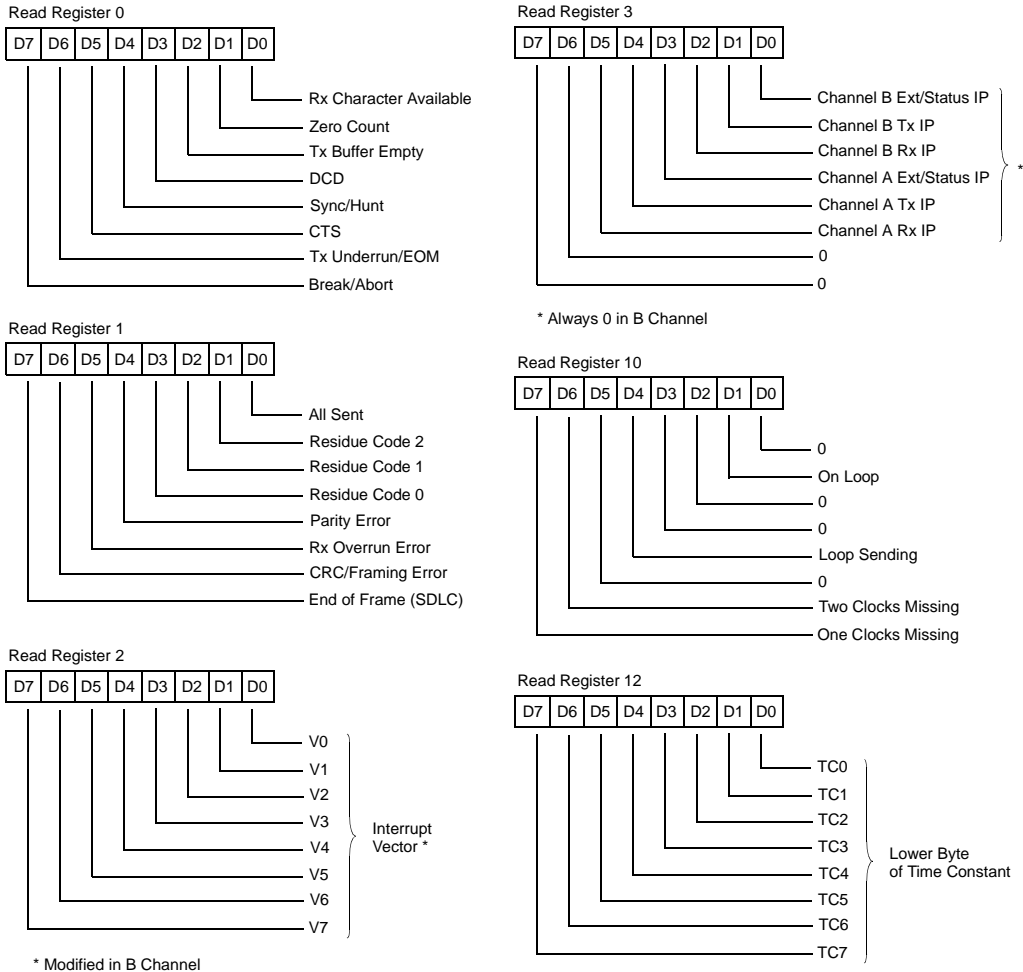 Read Register 0
D7 D6 D5 D4 D3 D2 D1 D0
Rx Character Available
Zero Count
Tx Buffer Empty
DCD
Sync/Hunt
CTS
Tx Underrun/EOM
Break/Abort
Read Register 1
D7 D6 D5 D4 D3 D2 D1 D0
All Sent
Residue Code 2
Residue Code 1
Residue Code 0
Parity Error
Rx Overrun Error
CRC/Framing Error
End of Frame (SDLC)
Read Register 2
D7 D6 D5 D4 D3 D2 D1 D0
V0
V1
V2
V3
V4
V5
V6
V7
Interrupt
Vector *
* Modified in B Channel
Read Register 3
D7 D6 D5 D4 D3 D2 D1 D0
Channel B Ext/Status IP
Channel B Tx IP
Channel B Rx IP
Channel A Ext/Status IP
Channel A Tx IP
Channel A Rx IP
0
0
*
* Always 0 in B Channel
Read Register 10
D7 D6 D5 D4 D3 D2 D1 D0
0
On Loop
0
0
Loop Sending
0
Two Clocks Missing
One Clocks Missing
Read Register 12
D7 D6 D5 D4 D3 D2 D1 D0
TC0
TC1
TC2
TC3
TC4
TC5
TC6
TC7
Lower Byte
of Time Constant